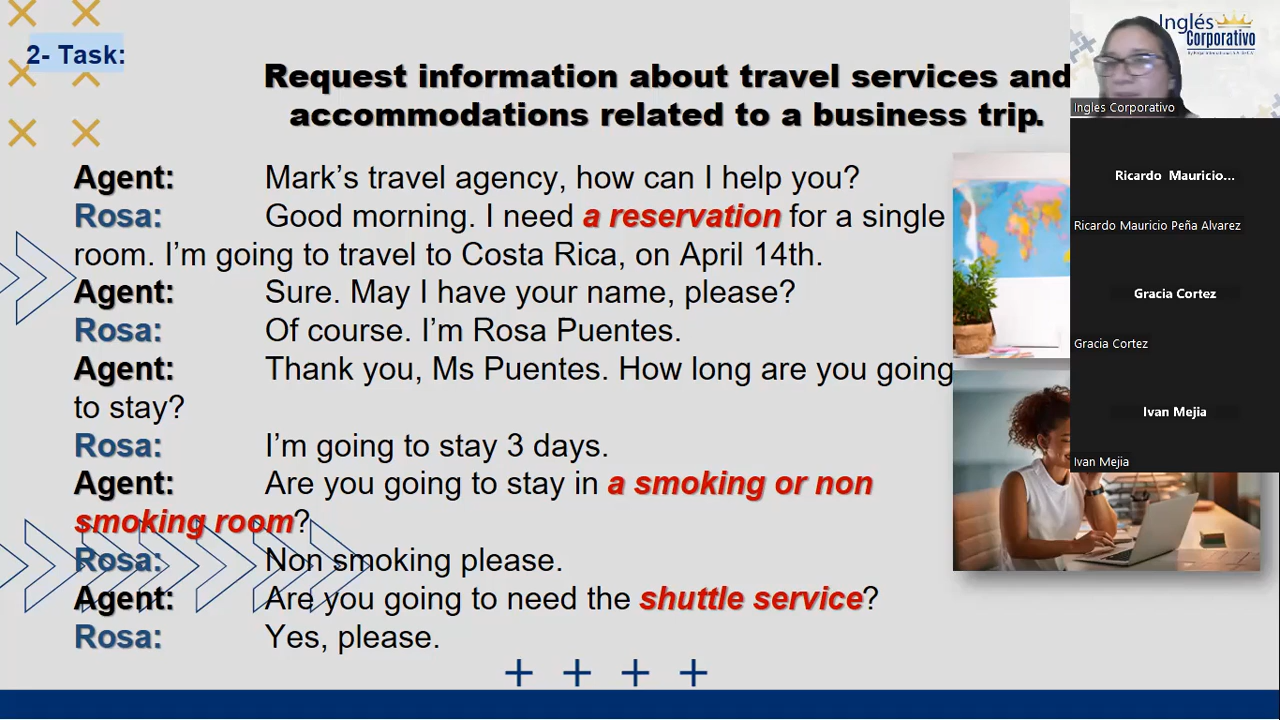 2- Task:
Request information about travel services and
accommodations related to a business trip.
Agent: Mark's travel agency, how can I help you?
Rosa: Good morning. I need a reservation for a single
room. I'm going to travel to Costa Rica, on April 14th.
Agent: Sure. May I have your name, please?
Rosa: Of course. I'm Rosa Puentes.
Agent: Thank you, Ms Puentes. How long are you going
to stay?
Rosa: I'm going to stay 3 days.
Agent: Are you going to stay in a smoking or non
smoking room?
Rosa: Non smoking please.
Agent: Are you going to need the shuttle service?
Rosa: Yes, please.
Inglés
Corporativo
Ingles Corporativo
Ricardo Mauricio...
Ricardo Mauricio Peña Alvarez
Gracia Cortez
Gracia Cortez
Ivan Mejia
Ivan Mejia